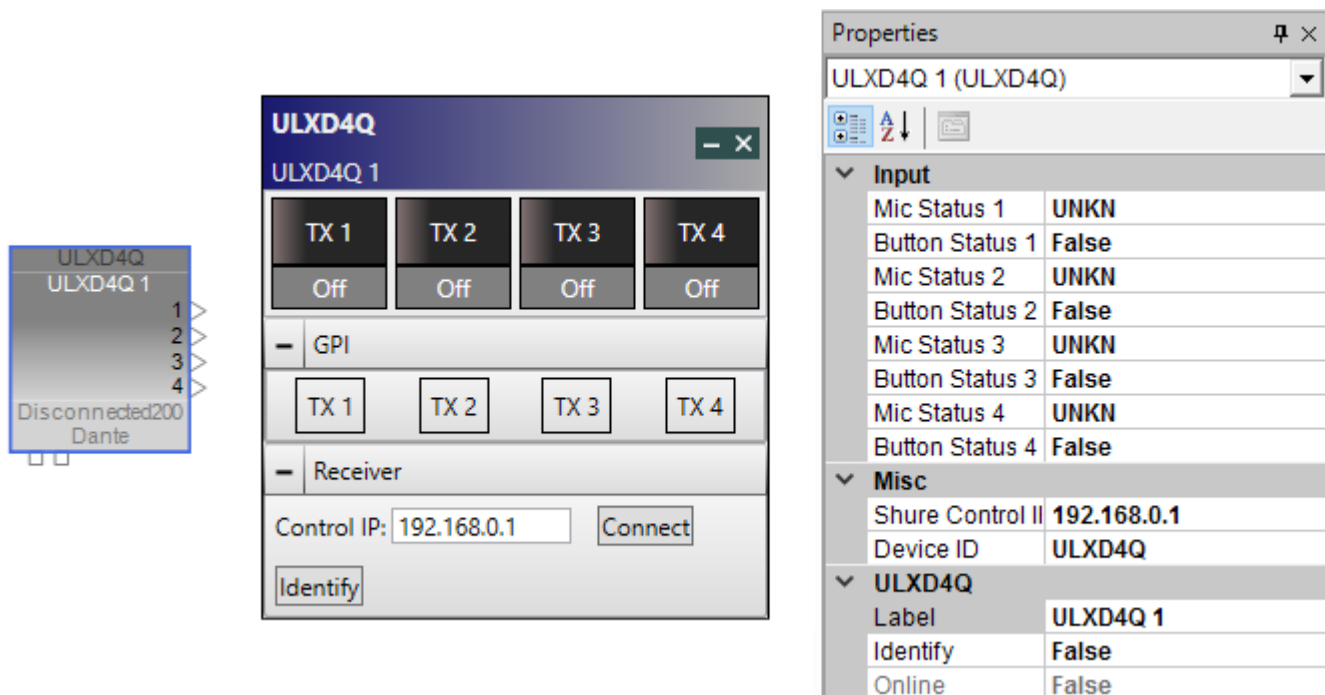 ULXD4Q
ULXD4Q 1
1
2
3
4
Disconnected200
Dante
ULXD4Q
ULXD4Q 1
TX 1 TX 2 TX 3 TX 4
Off Off Off Off
GPI
TX 1 TX 2 TX 3 TX 4
Receiver
Control IP: 192.168.0.1 Connect
Identify
Properties
ULXD4Q 1 (ULXD4Q)
Input
Mic Status 1 UNKN
Button Status 1 False
Mic Status 2 UNKN
Button Status 2 False
Mic Status 3 UNKN
Button Status 3 False
Mic Status 4 UNKN
Button Status 4 False
Misc
Shure Control II 192.168.0.1
Device ID ULXD4Q
ULXD4Q
Label ULXD4Q 1
Identify False
Online False